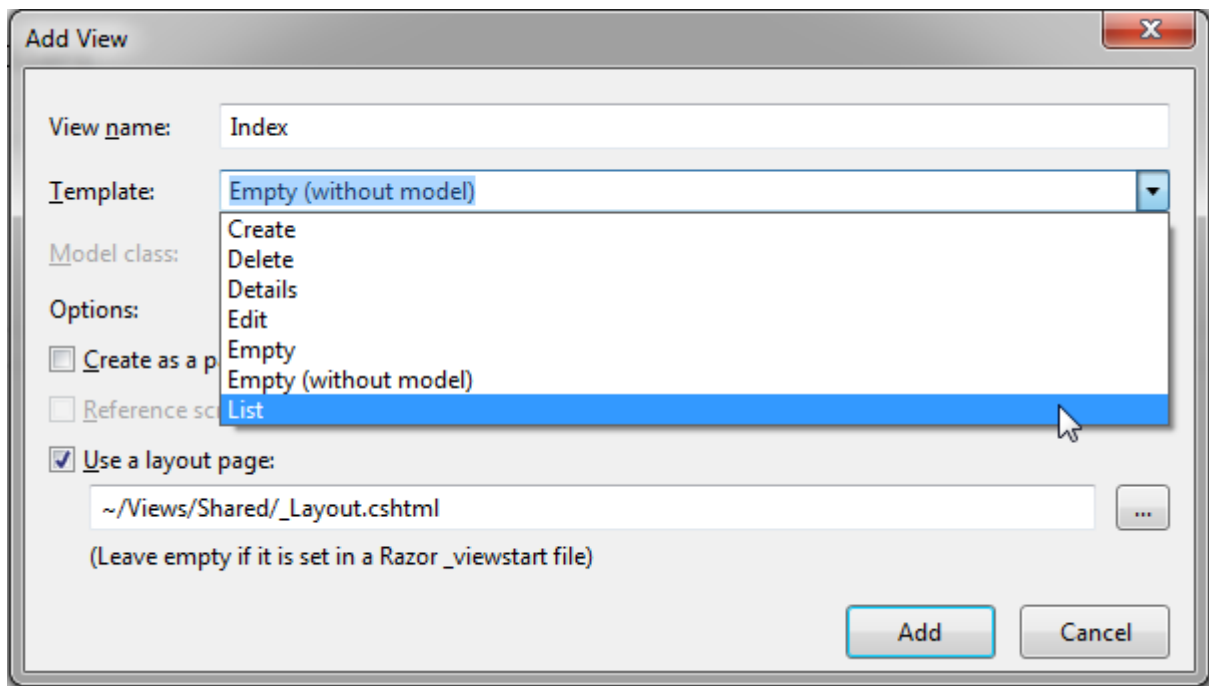 Add View
View name: Index
Template: Empty (without model)
Create
Model class:
Delete
Details
Options:
Edit
Empty
Create as a p
Empty (without model)
Reference sc
List
Use a layout page:
~/Views/Shared/_Layout.cshtml
...
(Leave empty if it is set in a Razor _viewstart file)
Add Cancel